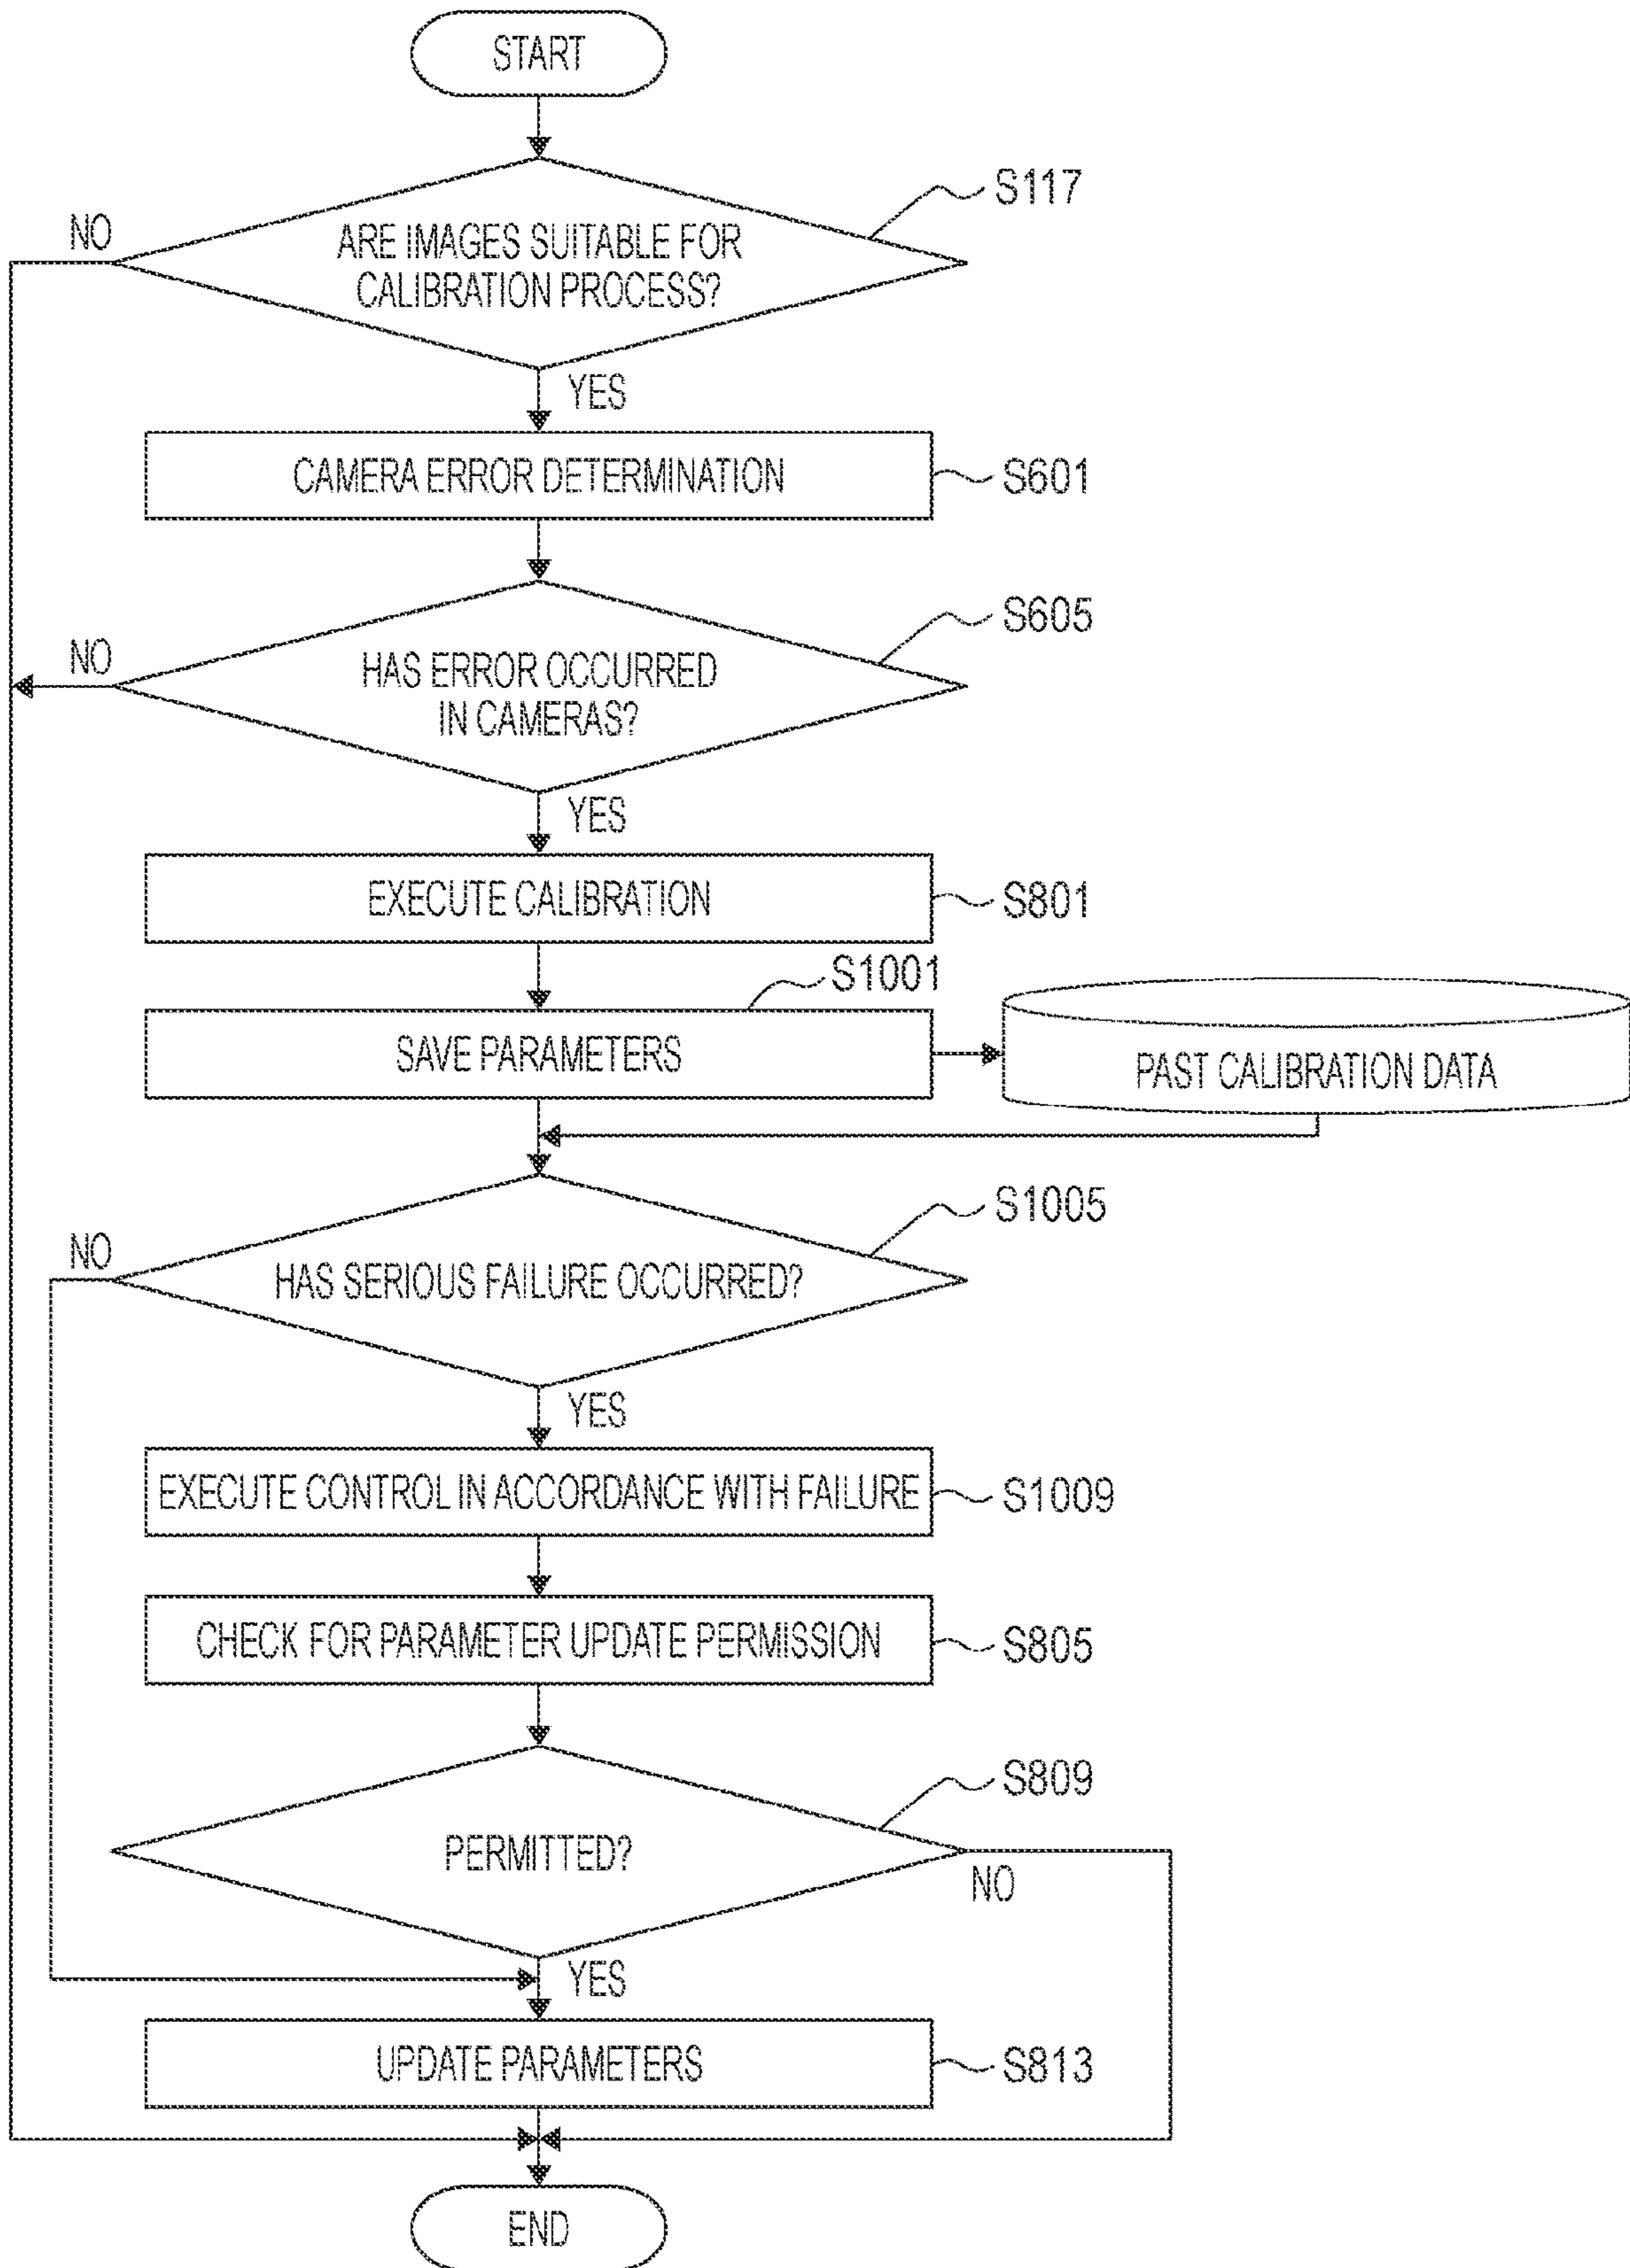 START
S117
NO
ARE IMAGES SUITABLE FOR
CALIBRATION PROCESS?
YES
CAMERA ERROR DETERMINATION
S601
S605
NO
HAS ERROR OCCURRED
IN CAMERAS?
YES
EXECUTE CALIBRATION
S801
S1001
SAVE PARAMETERS
PAST CALIBRATION DATA
S1005
NO
HAS SERIOUS FAILURE OCCURRED?
YES
EXECUTE CONTROL IN ACCORDANCE WITH FAILURE
S1009
CHECK FOR PARAMETER UPDATE PERMISSION
S805
S809
PERMITTED?
NO
YES
UPDATE PARAMETERS
S813
END